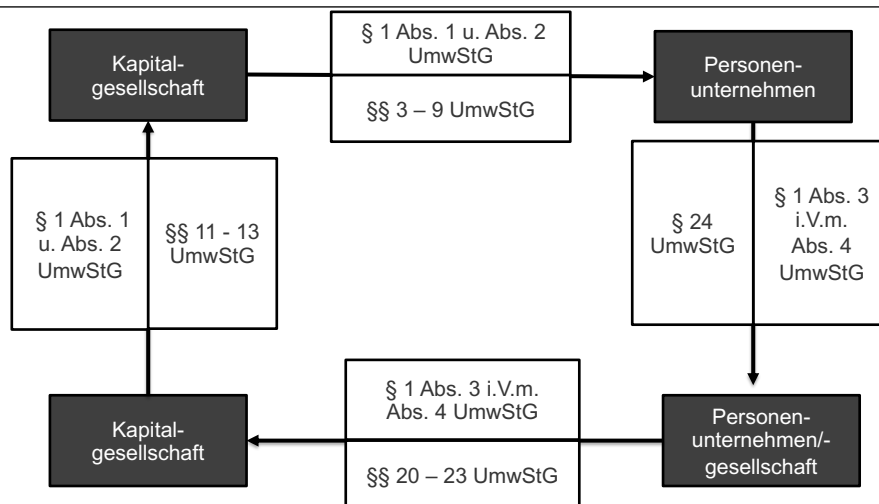 Kapital-
gesellschaft
§ 1 Abs. 1 u. Abs. 2
UmwStG
§§ 3 – 9 UmwStG
Personen-
unternehmen
§ 1 Abs. 1
u. Abs. 2
UmwStG
§§ 11 - 13
UmwStG
§ 24
UmwStG
§ 1 Abs. 3
i.V.m.
Abs. 4
UmwStG
Kapital-
gesellschaft
§ 1 Abs. 3 i.V.m.
Abs. 4 UmwStG
§§ 20 – 23 UmwStG
Personen-
unternehmen/-
gesellschaft